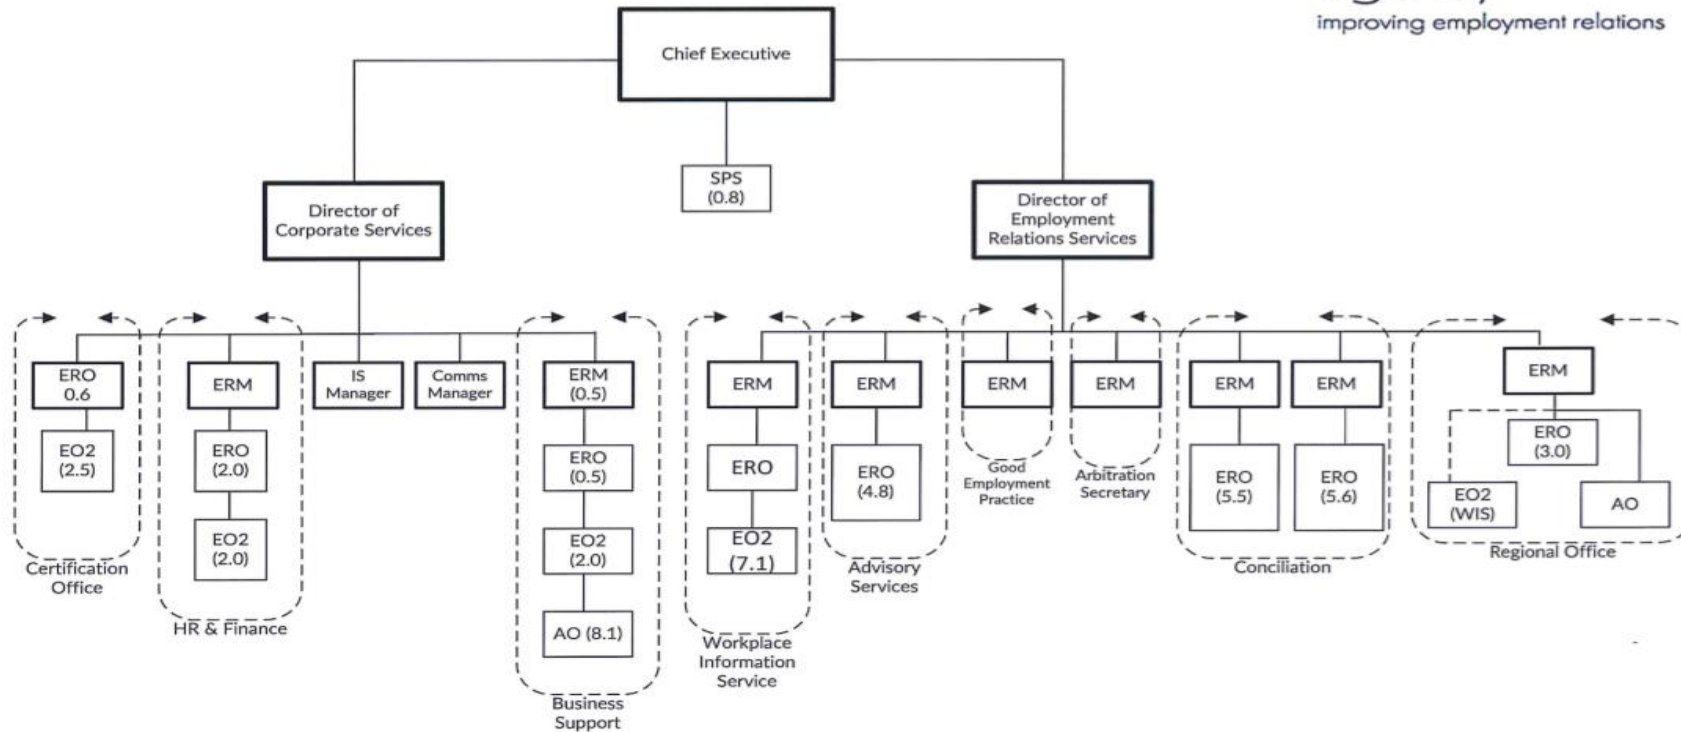 improving employment relations
Chief Executive
SPS
(0.8)
Director of
Corporate Services
Director of
Employment
Relations Services
ERO
0.6
EO2
(2.5)
Certification
Office
ERM
ERO
(2.0)
EO2
(2.0)
HR & Finance
IS
Manager
Comms
Manager
ERM
(0.5)
ERO
(0.5)
EO2
(2.0)
AO (8.1)
Business
Support
ERM
ERO
EO2
(7.1)
Workplace
Information
Service
ERM
ERO
(4.8)
Advisory
Services
ERM
Good
Employment
Practice
ERM
Arbitration
Secretary
ERM
ERO
(5.5)
ERM
ERO
(5.6)
Conciliation
ERM
ERO
(3.0)
EO2
(WIS)
AO
Regional Office